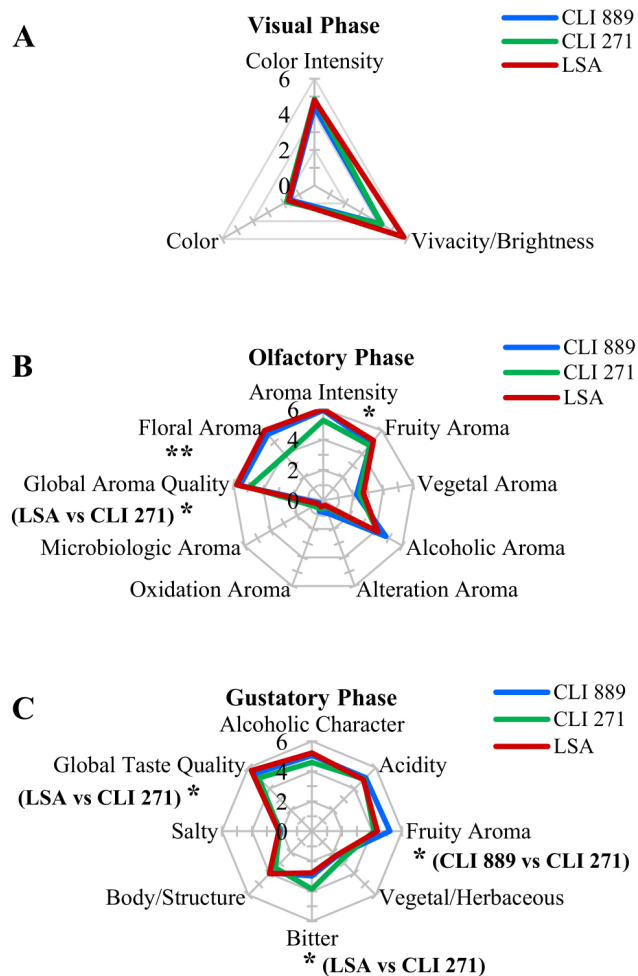 A
Visual Phase
CLI 889
CLI 271
LSA
Color Intensity
6
4
2
0
Color
Vivacity/Brightness
B
Olfactory Phase
CLI 889
CLI 271
LSA
Aroma Intensity
6
4
2
0
*
Floral Aroma
**
Fruity Aroma
Global Aroma Quality
(LSA vs CLI 271) *
Vegetal Aroma
Microbiologic Aroma
Alcoholic Aroma
Oxidation Aroma
Alteration Aroma
C
Gustatory Phase
CLI 889
CLI 271
LSA
Alcoholic Character
6
4
2
0
Global Taste Quality
(LSA vs CLI 271) *
Acidity
Salty
Fruity Aroma
* (CLI 889 vs CLI 271)
Body/Structure
Vegetal/Herbaceous
Bitter
* (LSA vs CLI 271)